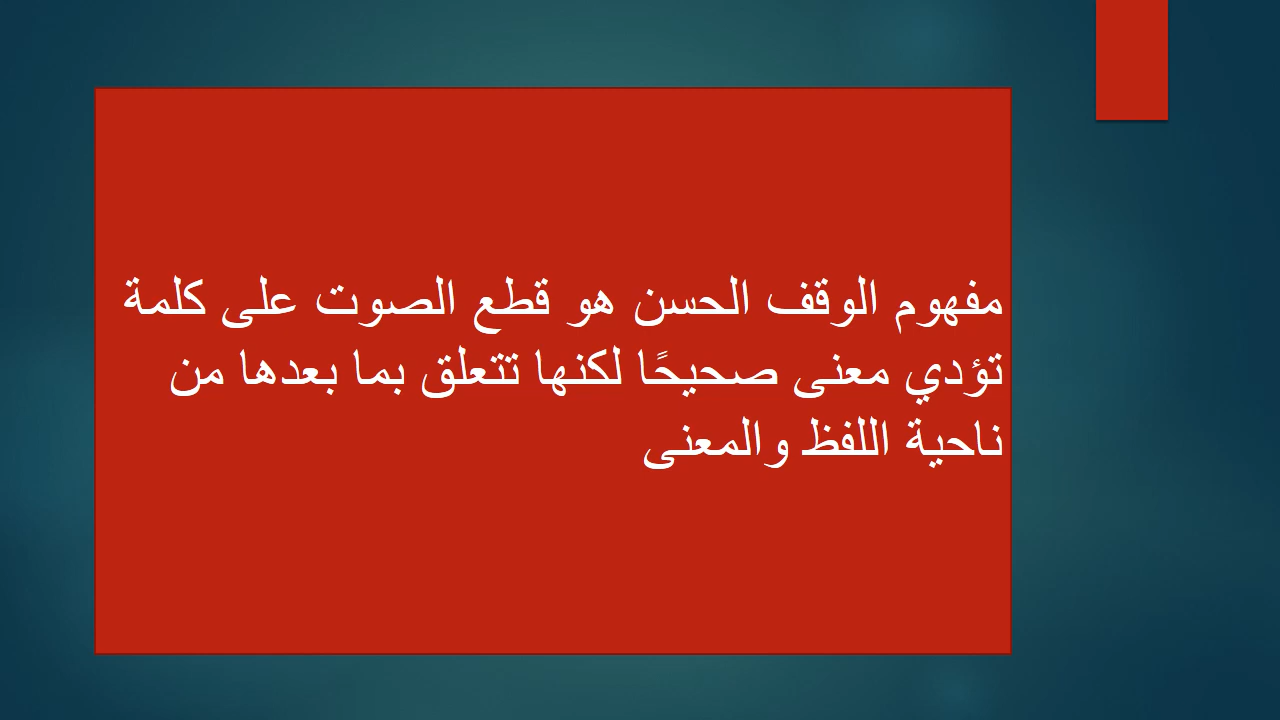 مفهوم الوقف الحسن هو قطع الصوت على كلمة
تؤدي معنى صحيحًا لكنها تتعلق بما بعدها من
ناحية اللفظ والمعنى